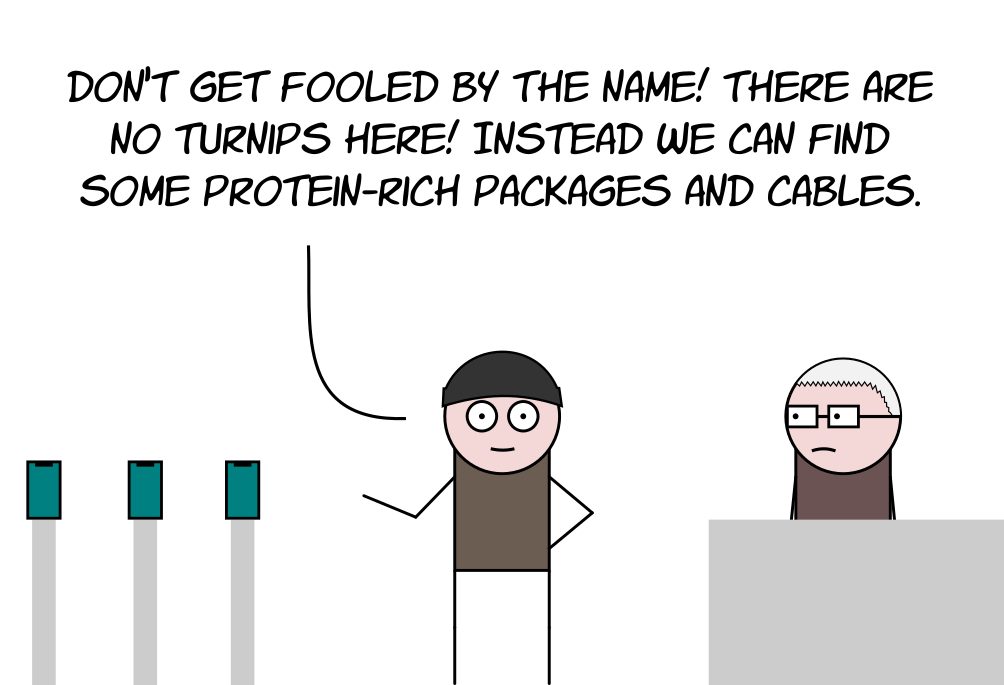 DON'T GET FOOLED BY THE NAME! THERE ARE
NO TURNIPS HERE! INSTEAD WE CAN FIND
SOME PROTEIN-RICH PACKAGES AND CABLES.